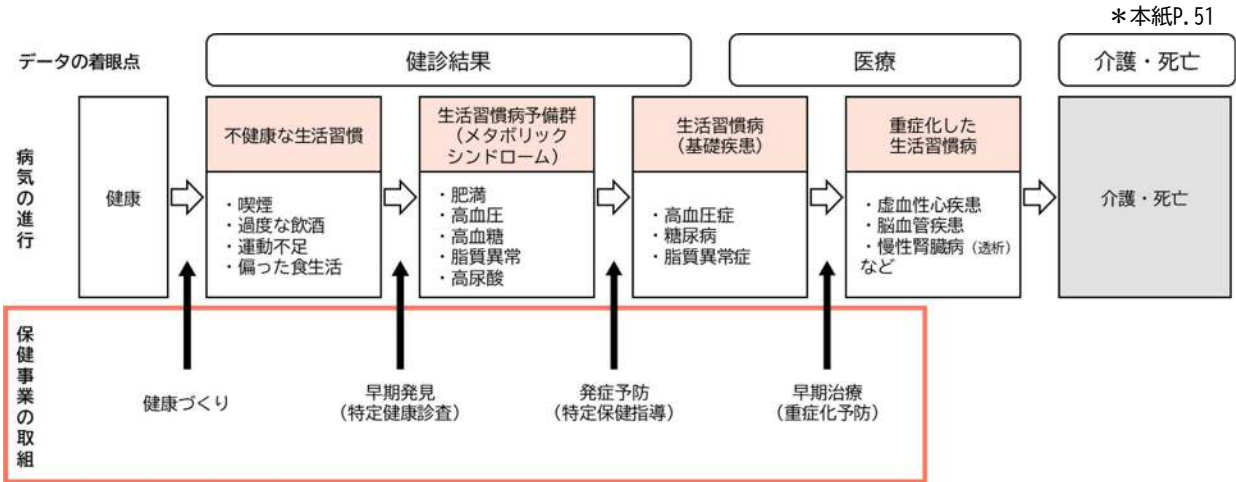 ＊本紙P.51
データの着眼点
健診結果
医療
介護・死亡
病気の進行
健康
不健康な生活習慣
・喫煙
・過度な飲酒
・運動不足
・偏った食生活
生活習慣病予備群
（メタボリック
シンドローム）
・肥満
・高血圧
・高血糖
・脂質異常
・高尿酸
生活習慣病
（基礎疾患）
・高血圧症
・糖尿病
・脂質異常症
重症化した
生活習慣病
・虚血性心疾患
・脳血管疾患
・慢性腎臓病（透析）
など
介護・死亡
保健事業の取組
健康づくり
早期発見
（特定健康診査）
発症予防
（特定保健指導）
早期治療
（重症化予防）